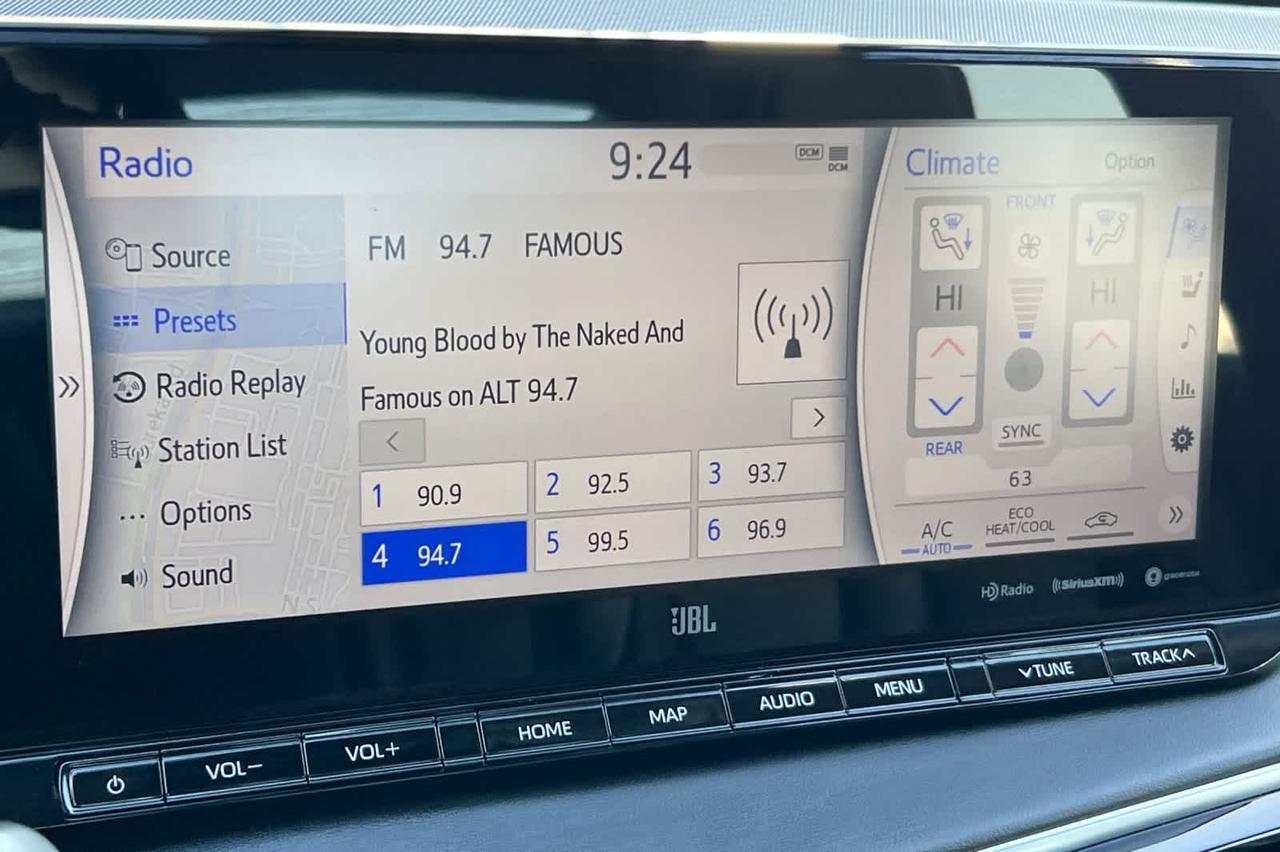 Radio
9:24
DCM
DCM
Source
Presets
Radio Replay
Station List
Options
Sound
FM 94.7 FAMOUS
Young Blood by The Naked And
Famous on ALT 94.7
1 90.9
2 92.5
3 93.7
4 94.7
5 99.5
6 96.9
Climate
Option
FRONT
HI
HI
REAR
SYNC
63
A/C
AUTO
ECO
HEAT/COOL
JBL
HD Radio
SiriusXM
gracenote
VOL−
VOL+
HOME
MAP
AUDIO
MENU
TUNE
TRACK